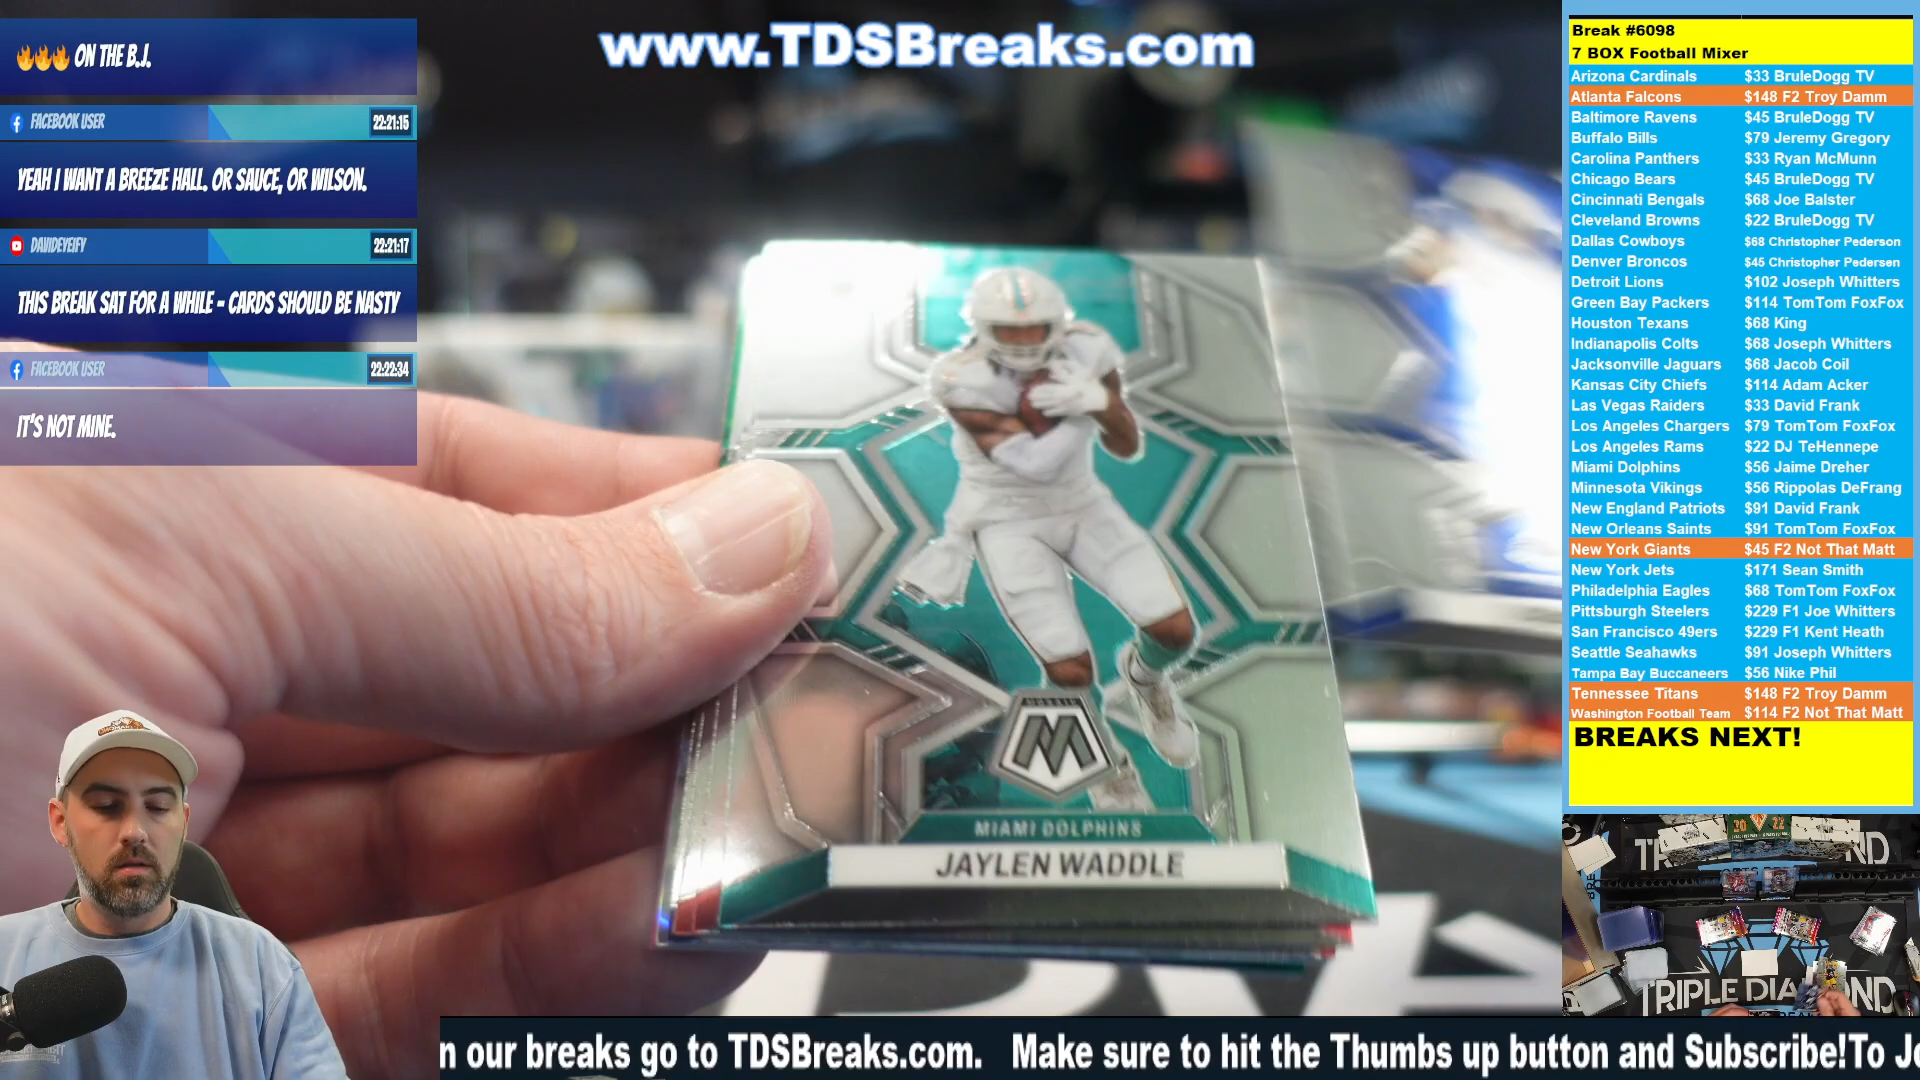 🔥🔥🔥 ON THE B.J.
FACEBOOK USER 22:21:15
YEAH I WANT A BREEZE HALL. OR SAUCE, OR WILSON.
DAVIDEYEIFY 22:21:17
THIS BREAK SAT FOR A WHILE - CARDS SHOULD BE NASTY
FACEBOOK USER 22:22:34
IT'S NOT MINE.
www.TDSBreaks.com
MOSAIC
M
MIAMI DOLPHINS
JAYLEN WADDLE
Break #6098
7 BOX Football Mixer
Arizona Cardinals $33 BruleDogg TV
Atlanta Falcons $148 F2 Troy Damm
Baltimore Ravens $45 BruleDogg TV
Buffalo Bills $79 Jeremy Gregory
Carolina Panthers $33 Ryan McMunn
Chicago Bears $45 BruleDogg TV
Cincinnati Bengals $68 Joe Balster
Cleveland Browns $22 BruleDogg TV
Dallas Cowboys $68 Christopher Pederson
Denver Broncos $45 Christopher Pedersen
Detroit Lions $102 Joseph Whitters
Green Bay Packers $114 TomTom FoxFox
Houston Texans $68 King
Indianapolis Colts $68 Joseph Whitters
Jacksonville Jaguars $68 Jacob Coil
Kansas City Chiefs $114 Adam Acker
Las Vegas Raiders $33 David Frank
Los Angeles Chargers $79 TomTom FoxFox
Los Angeles Rams $22 DJ TeHennepe
Miami Dolphins $56 Jaime Dreher
Minnesota Vikings $56 Rippolas DeFrang
New England Patriots $91 David Frank
New Orleans Saints $91 TomTom FoxFox
New York Giants $45 F2 Not That Matt
New York Jets $171 Sean Smith
Philadelphia Eagles $68 TomTom FoxFox
Pittsburgh Steelers $229 F1 Joe Whitters
San Francisco 49ers $229 F1 Kent Heath
Seattle Seahawks $91 Joseph Whitters
Tampa Bay Buccaneers $56 Nike Phil
Tennessee Titans $148 F2 Troy Damm
Washington Football Team $114 F2 Not That Matt
BREAKS NEXT!
20 22
TRIPLE DIAMOND
n our breaks go to TDSBreaks.com. Make sure to hit the Thumbs up button and Subscribe!To Jo